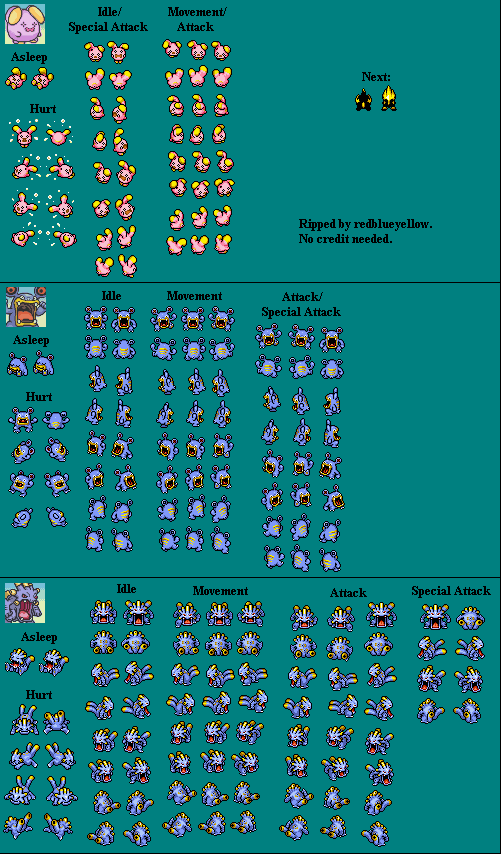 Idle/
Special Attack
Movement/
Attack
Asleep
Hurt
Next:
Ripped by redblueyellow.
No credit needed.
Idle
Movement
Attack/
Special Attack
Asleep
Hurt
Idle
Movement
Attack
Special Attack
Asleep
Hurt